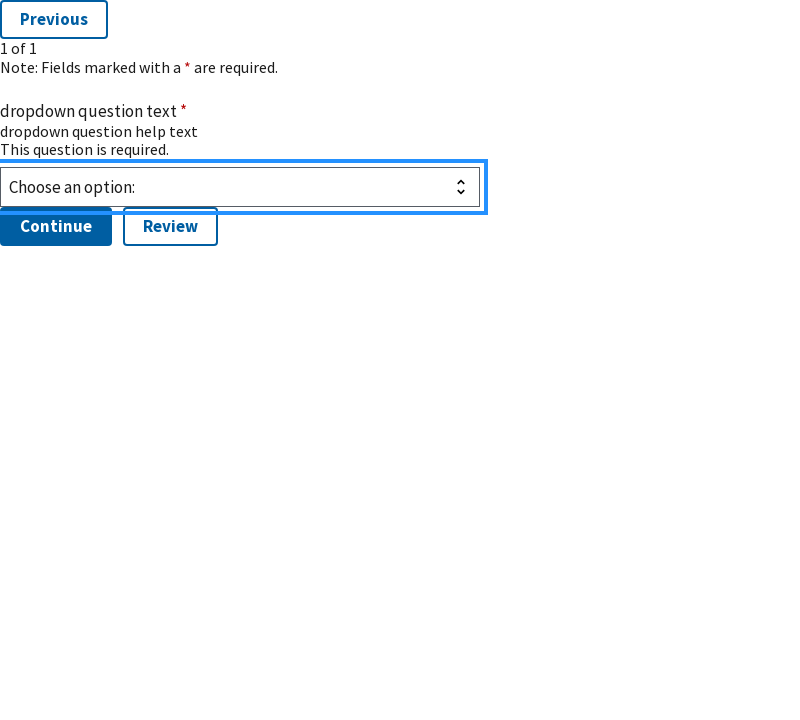 Previous
1 of 1
Note: Fields marked with a * are required.
dropdown question text *
dropdown question help text
This question is required.
Choose an option:
Continue Review